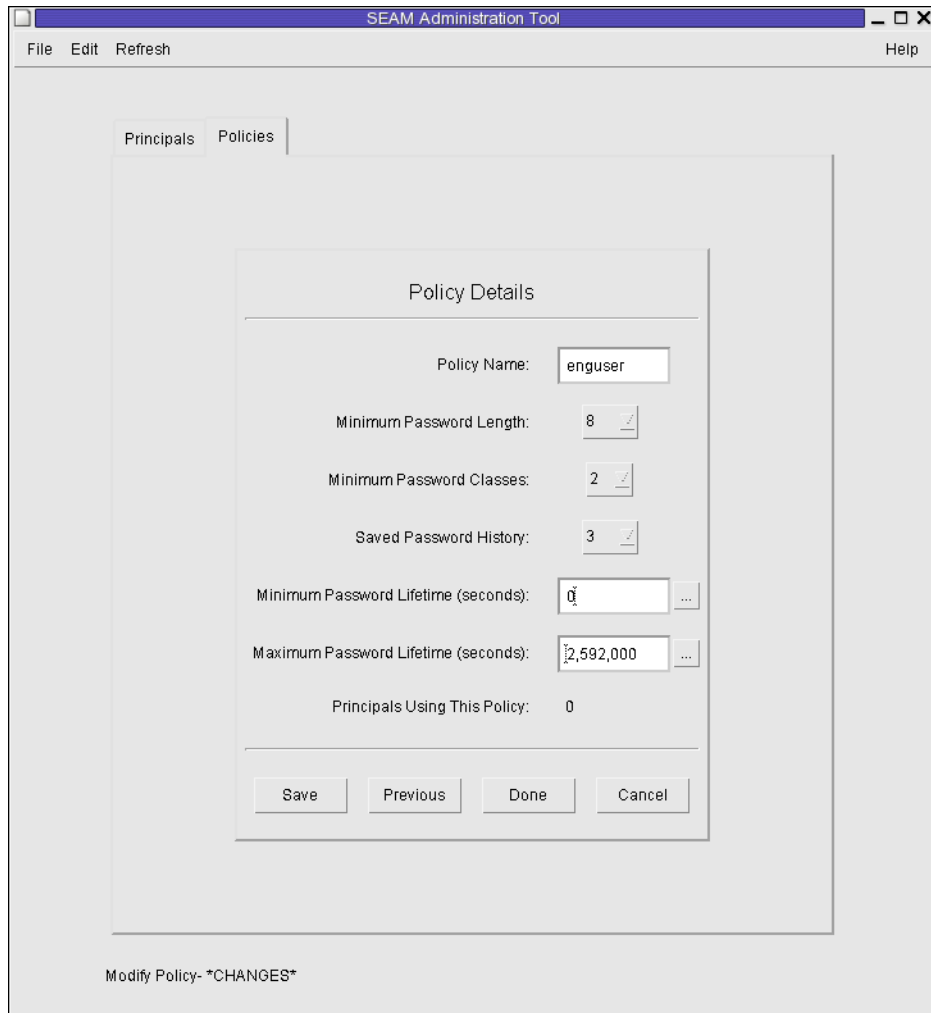 SEAM Administration Tool
File Edit Refresh Help
Principals Policies
Policy Details
Policy Name: enguser
Minimum Password Length: 8
Minimum Password Classes: 2
Saved Password History: 3
Minimum Password Lifetime (seconds): 0 ...
Maximum Password Lifetime (seconds): 2,592,000 ...
Principals Using This Policy: 0
Save Previous Done Cancel
Modify Policy- *CHANGES*